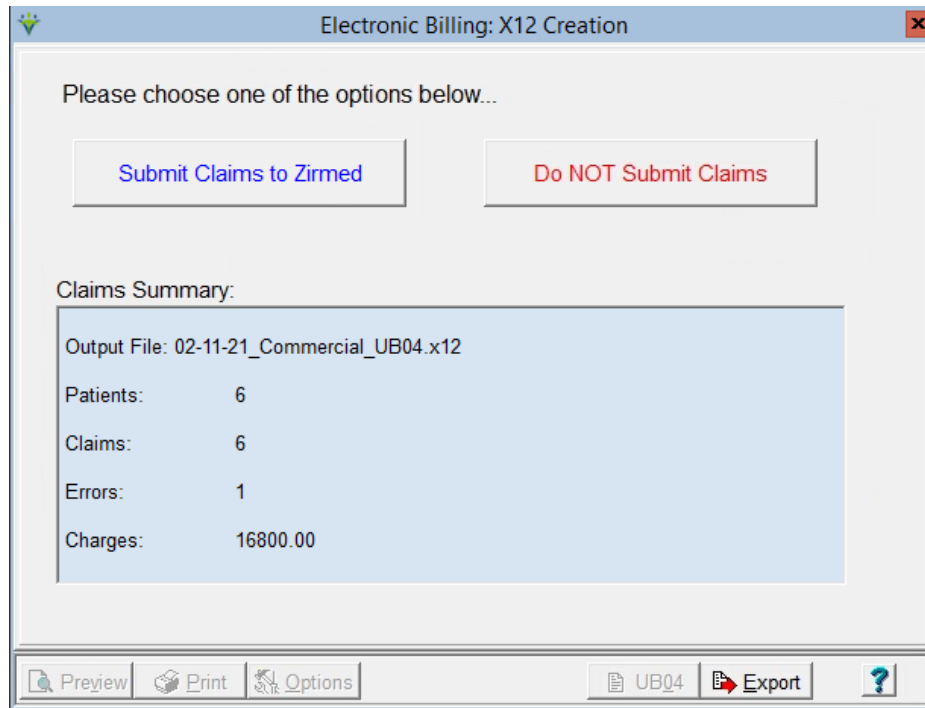 Electronic Billing: X12 Creation
Please choose one of the options below...
Submit Claims to Zirmed
Do NOT Submit Claims
Claims Summary:
Output File: 02-11-21_Commercial_UB04.x12
Patients: 6
Claims: 6
Errors: 1
Charges: 16800.00
Preview Print Options UB04 Export ?